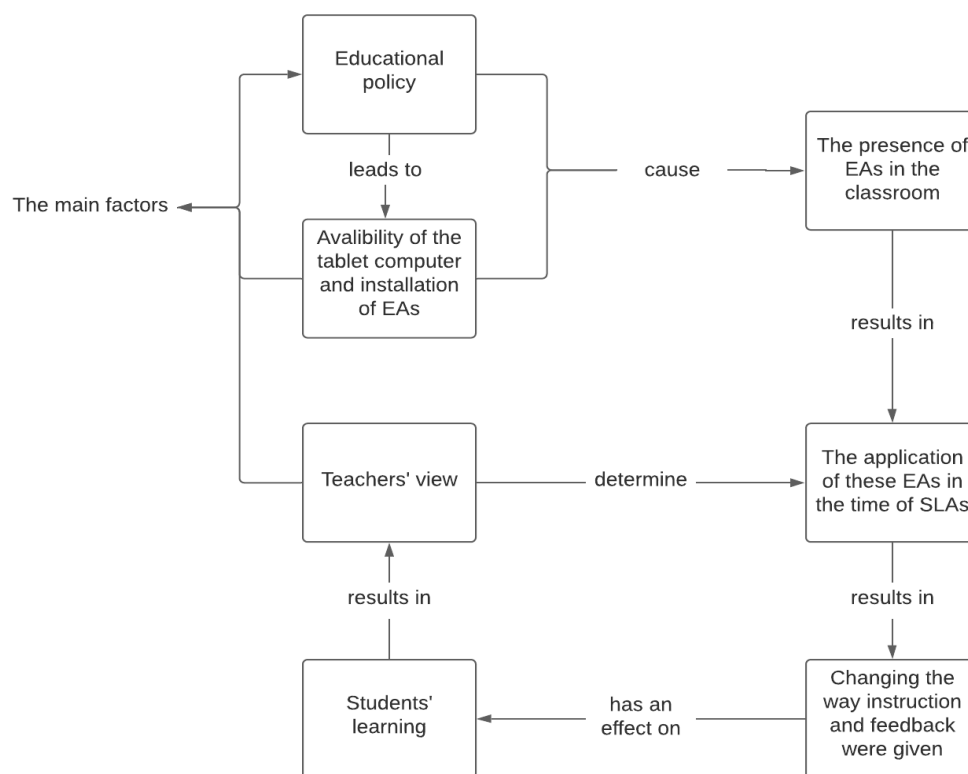 Educational
policy
leads to
The main factors
Avalibility of the
tablet computer
and installation
of EAs
cause
The presence of
EAs in the
classroom
results in
Teachers' view
determine
The application
of these EAs in
the time of SLAs
results in
results in
Students'
learning
has an
effect on
Changing the
way instruction
and feedback
were given